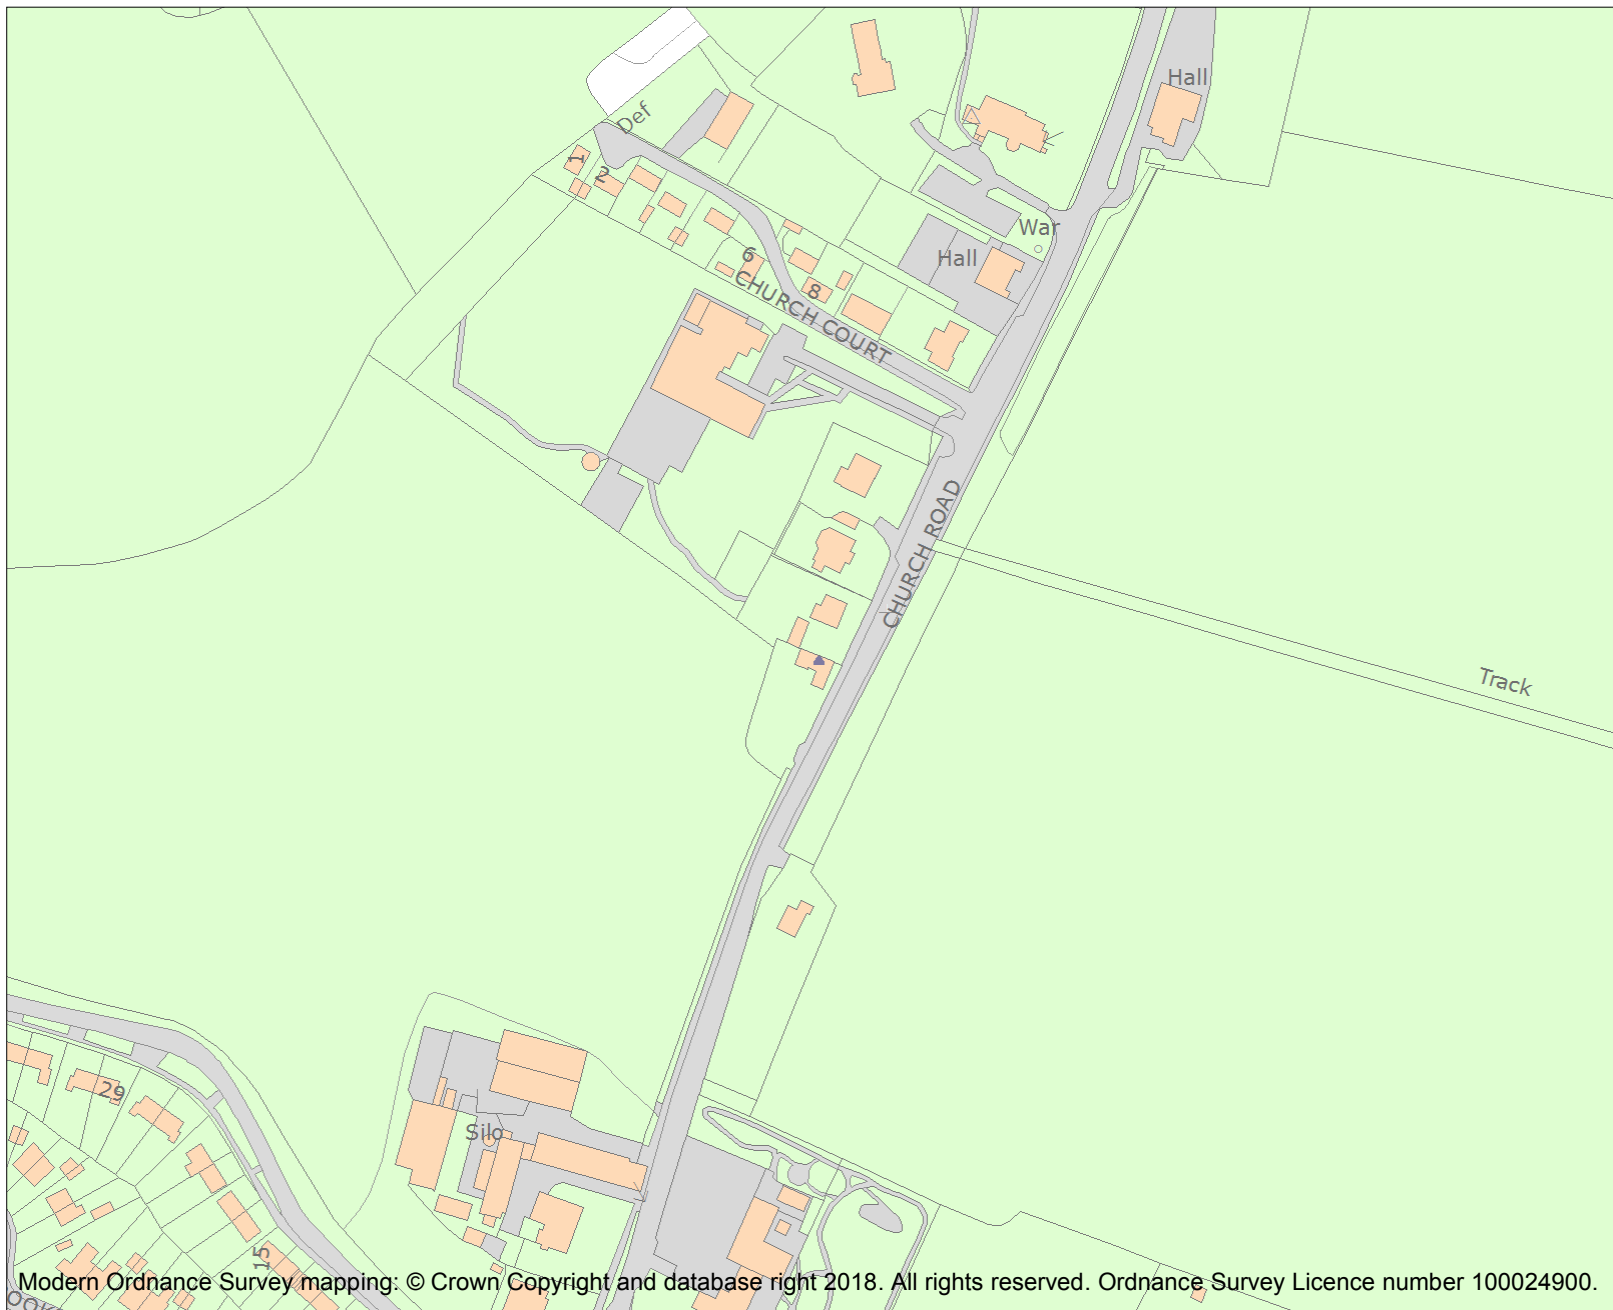 Hall
Def
1
2
War
Hall
6
8
CHURCH COURT
CHURCH ROAD
Track
29
Silo
15
Modern Ordnance Survey mapping: © Crown Copyright and database right 2018. All rights reserved. Ordnance Survey Licence number 100024900.